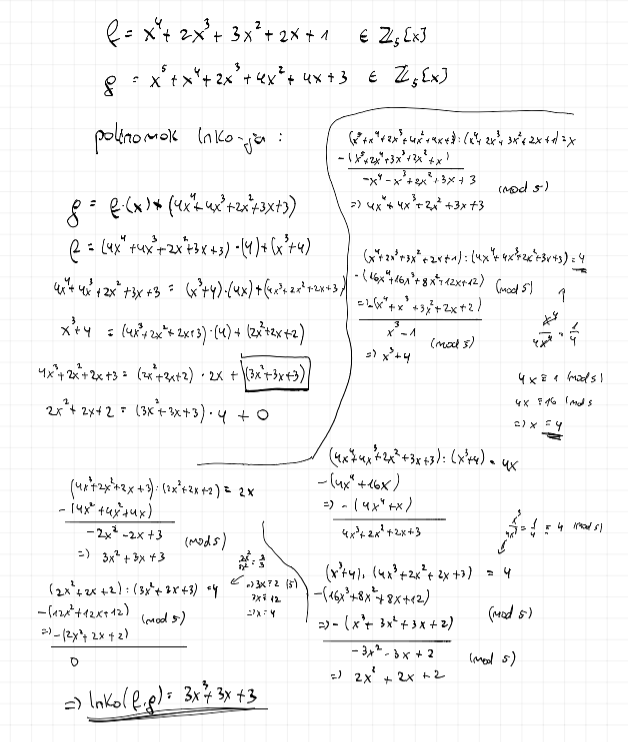 f = x⁴ + 2x³ + 3x² + 2x + 1 ∈ ℤ₅[x]
g = x⁵ + x⁴ + 2x³ + 4x² + 4x + 3 ∈ ℤ₅[x]
polinomok lnko-ja :
g = f·(x) + (4x⁴+4x³+2x²+3x+3)
f = (4x⁴+4x³+2x²+3x+3)·(4)+(x³+4)
4x⁴+4x³+2x²+3x+3 = (x³+4)·(4x)+(4x³+2x²+2x+3)
x³+4 = (4x³+2x²+2x+3)·(4)+(2x²+2x+2)
4x³+2x²+2x+3 = (2x²+2x+2)·2x + (3x²+3x+3)
2x²+2x+2 = (3x²+3x+3)·4 + 0
(x⁵+x⁴+2x³+4x²+4x+3):(x⁴+2x³+3x²+2x+1)=x
-(x⁵+2x⁴+3x³+2x²+x)
-x⁴-x³+2x²+3x+3 (mod 5)
=> 4x⁴+4x³+2x²+3x+3
(x⁴+2x³+3x²+2x+1):(4x⁴+4x³+2x²+3x+3)=4
-(16x⁴+16x³+8x²+12x+12) (mod 5)
=>-(x⁴+x³+3x²+2x+2)
x³-1 (mod 5)
=> x³+4
↑
x⁴/4x⁴ = 1/4
4x ≡ 1 (mod 5)
4x ≡ 16 (mod 5
=> x = 4
(4x⁴+4x³+2x²+3x+3):(x³+4) = 4x
-(4x⁴+16x)
=> -(4x⁴+x)
4x³+2x²+2x+3
x³/4x³ = 1/4 = 4 (mod 5)
(x³+4):(4x³+2x²+2x+3) = 4
-(16x³+8x²+8x+12) (mod 5)
=> -(x³+3x²+3x+2)
-3x²-3x+2 (mod 5)
=> 2x²+2x+2
(4x³+2x²+2x+3):(2x²+2x+2) = 2x
-(4x³+4x²+4x)
-2x²-2x+3 (mod 5)
=> 3x²+3x+3
(2x²+2x+2):(3x²+3x+3) = 4
-(12x²+12x+12) (mod 5)
=> -(2x²+2x+2)
0
2x²/3x² = 2/3
=> 3x ≡ 2 (5)
3x ≡ 12
=> x = 4
=> lnko(f,g) = 3x²+3x+3